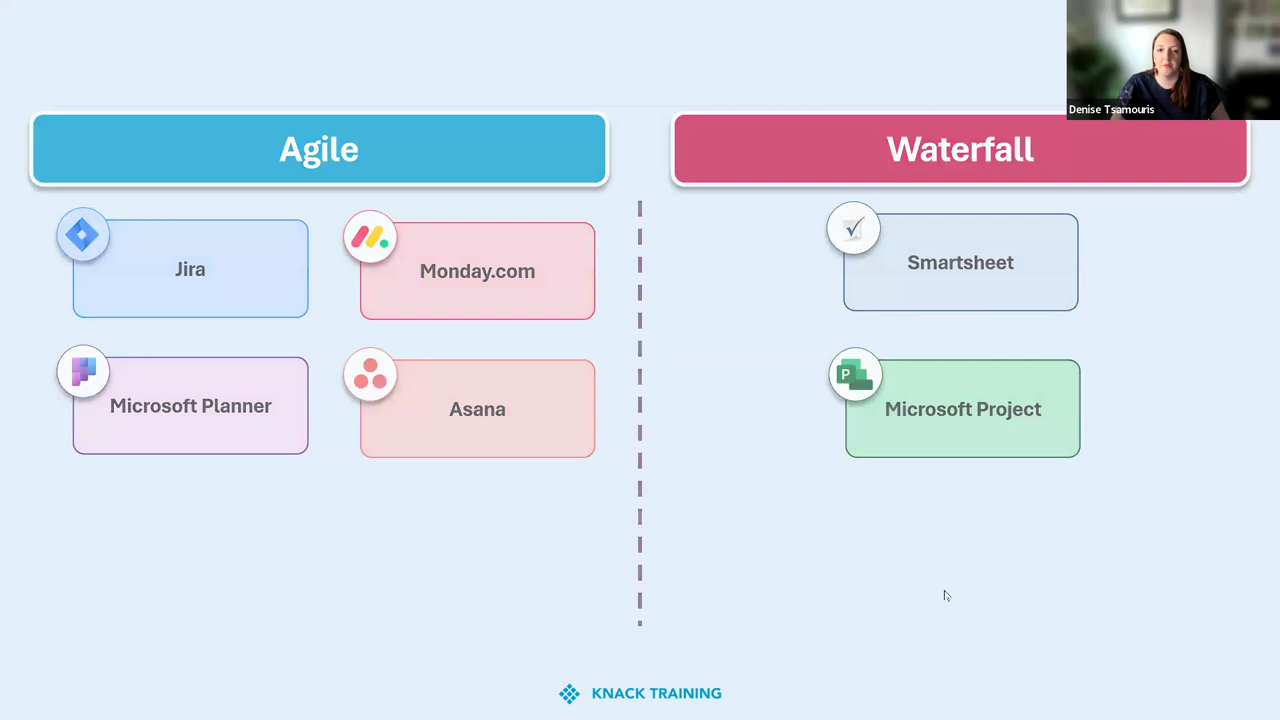 Denise Tsamouris
Agile
Waterfall
Jira
Monday.com
Smartsheet
Microsoft Planner
Asana
P
Microsoft Project
KNACK TRAINING